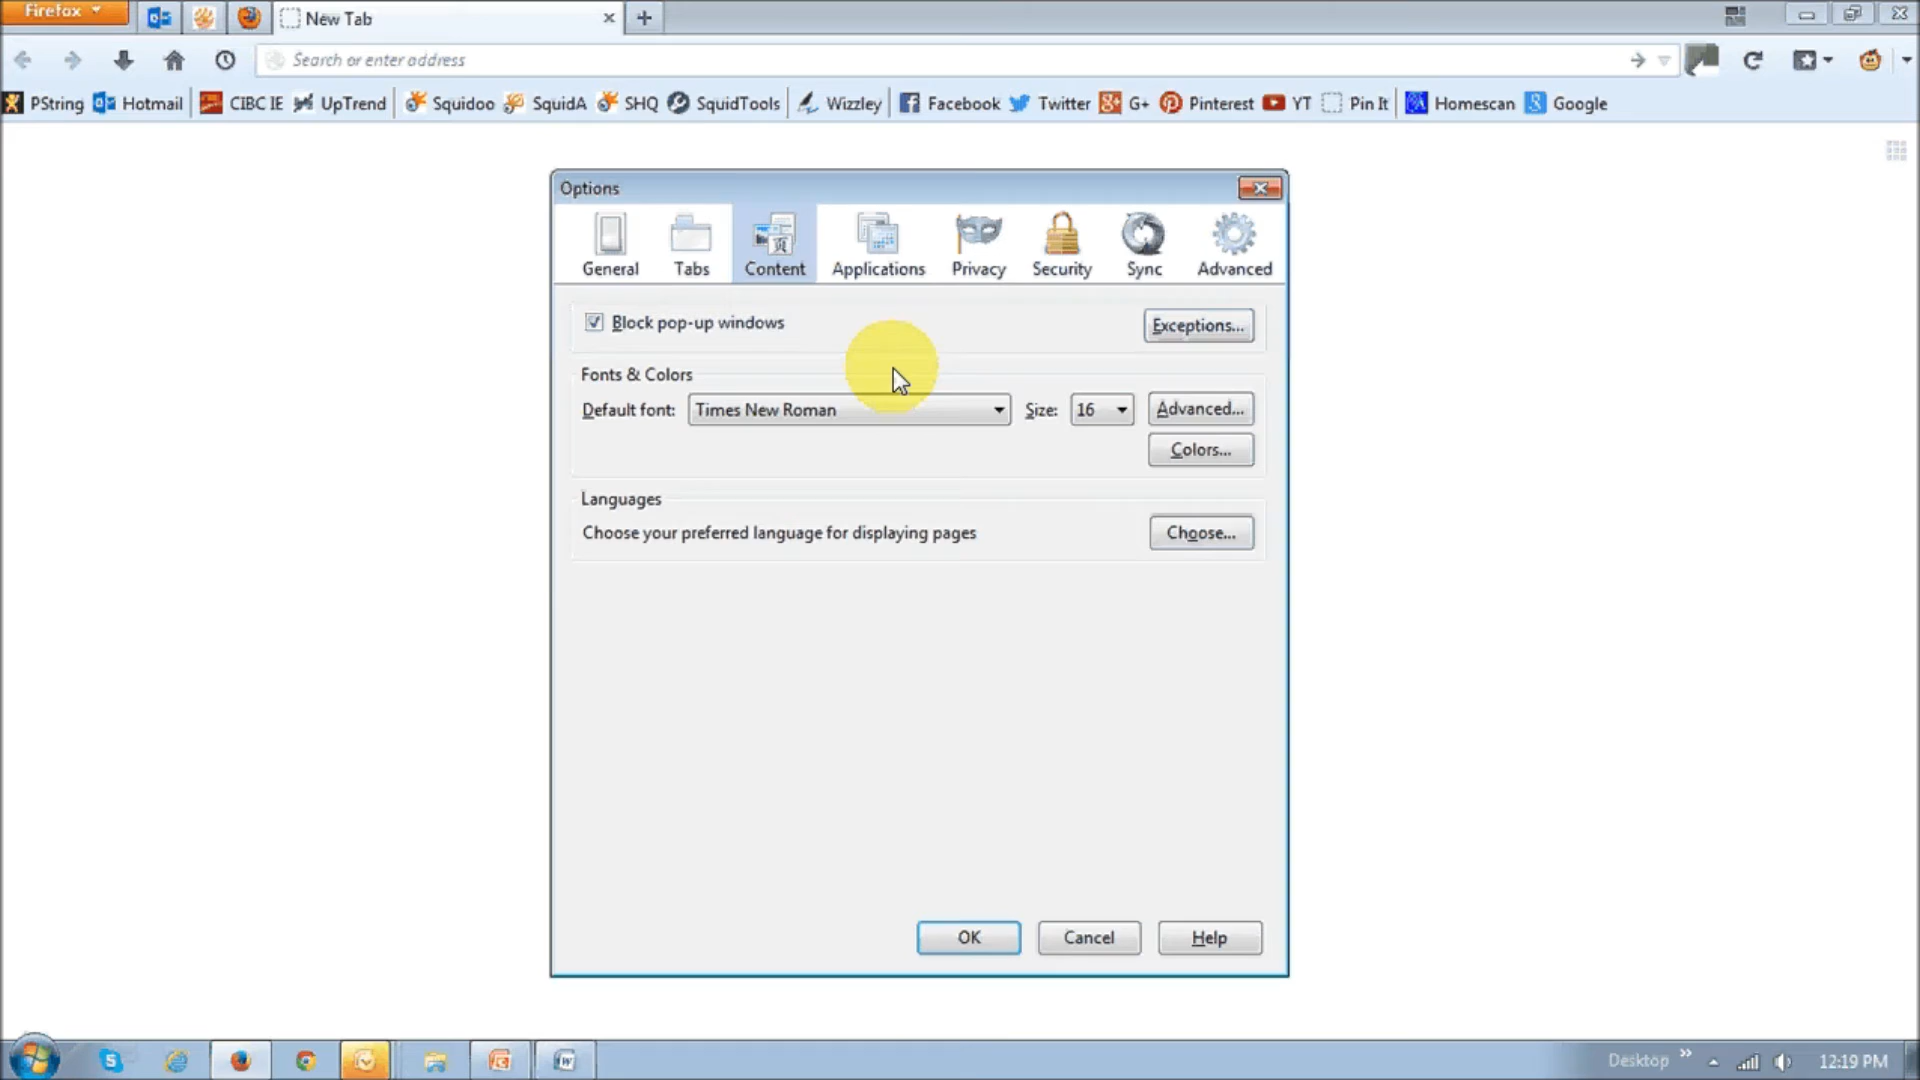 Firefox
New Tab
Search or enter address
PString Hotmail CIBC IE UpTrend Squidoo SquidA SHQ SquidTools Wizzley Facebook Twitter G+ Pinterest YT Pin It Homescan Google
Options
General Tabs Content Applications Privacy Security Sync Advanced
Block pop-up windows Exceptions...
Fonts & Colors
Default font: Times New Roman Size: 16 Advanced...
Colors...
Languages
Choose your preferred language for displaying pages Choose...
OK Cancel Help
Desktop 12:19 PM